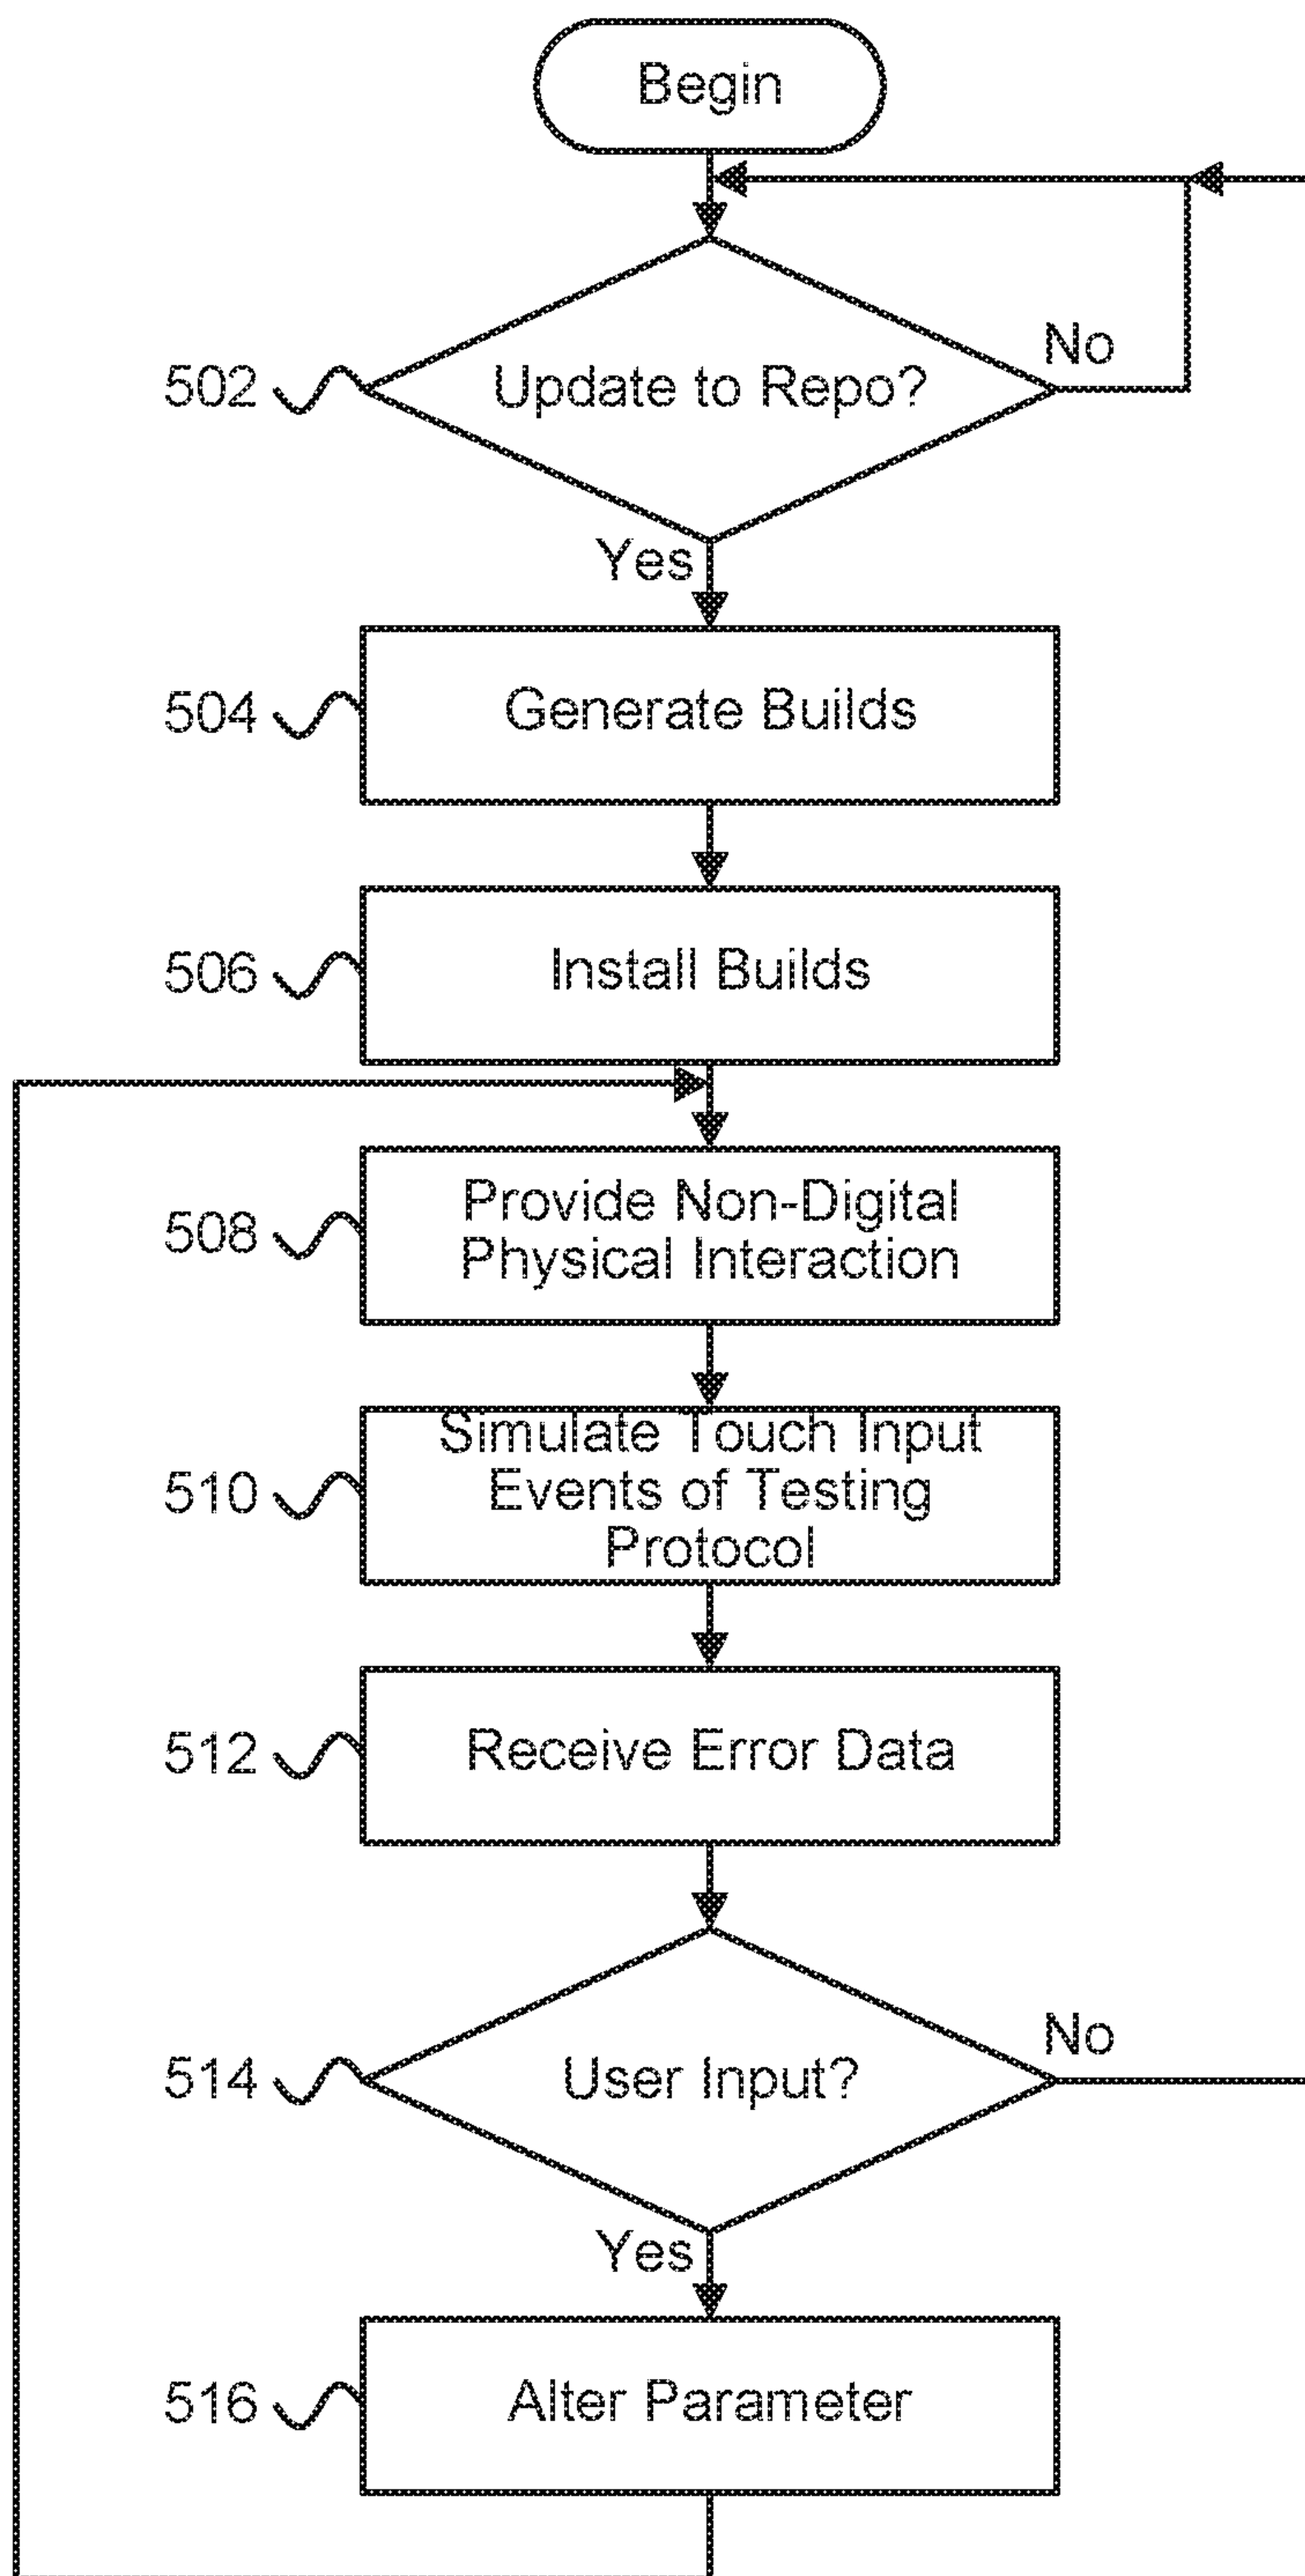 Begin
502
Update to Repo?
No
Yes
504
Generate Builds
506
Install Builds
508
Provide Non-Digital
Physical Interaction
510
Simulate Touch Input
Events of Testing
Protocol
512
Receive Error Data
514
User Input?
No
Yes
516
Alter Parameter